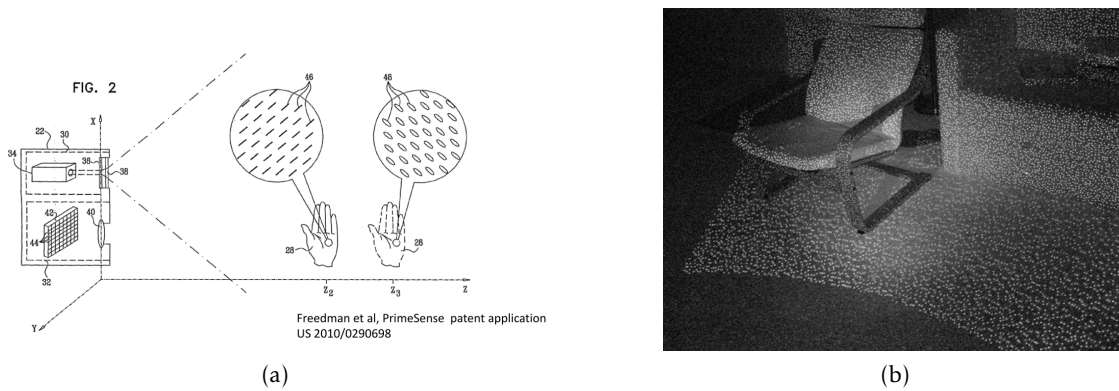 FIG. 2
X
22
30
34
36
38
42
40
44
32
Y
46
48
28
28
Z2
Z3
Z
Freedman et al, PrimeSense patent application
US 2010/0290698
(a)
(b)